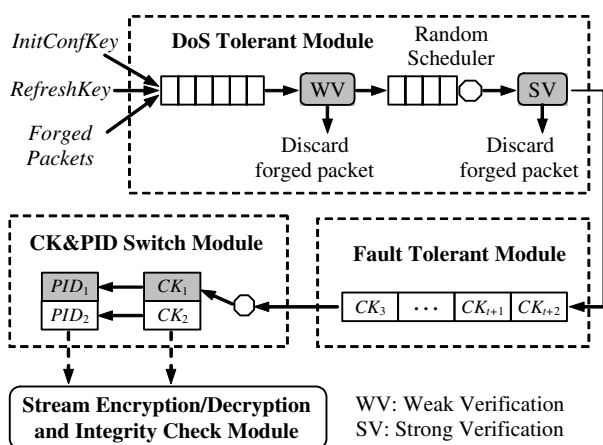 InitConfKey
RefreshKey
Forged
Packets
DoS Tolerant Module
Random
Scheduler
WV
SV
Discard
forged packet
Discard
forged packet
CK&PID Switch Module
PID1
CK1
PID2
CK2
Fault Tolerant Module
CK3
...
CKt+1
CKt+2
Stream Encryption/Decryption
and Integrity Check Module
WV: Weak Verification
SV: Strong Verification